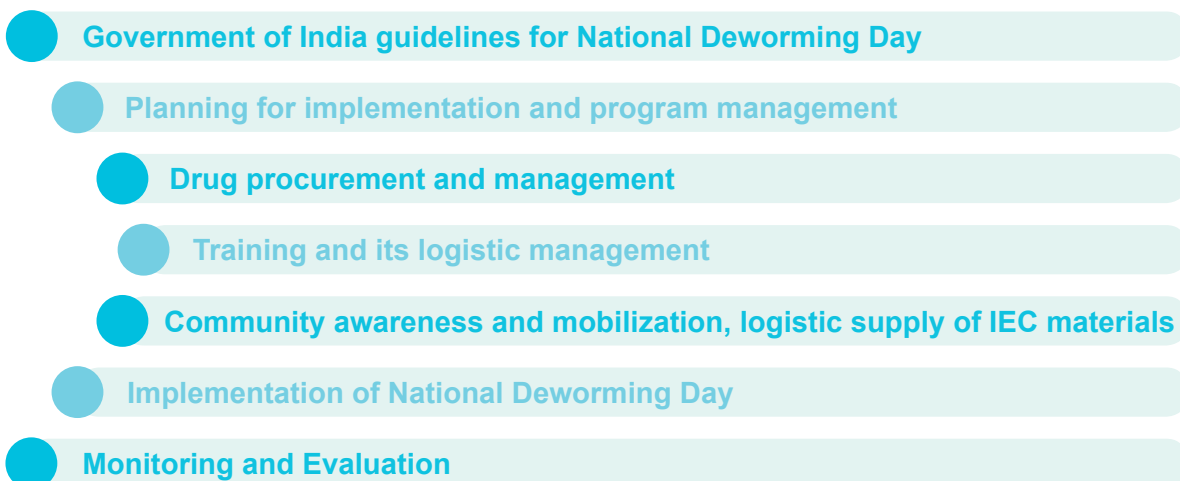 Government of India guidelines for National Deworming Day
Planning for implementation and program management
Drug procurement and management
Training and its logistic management
Community awareness and mobilization, logistic supply of IEC materials
Implementation of National Deworming Day
Monitoring and Evaluation